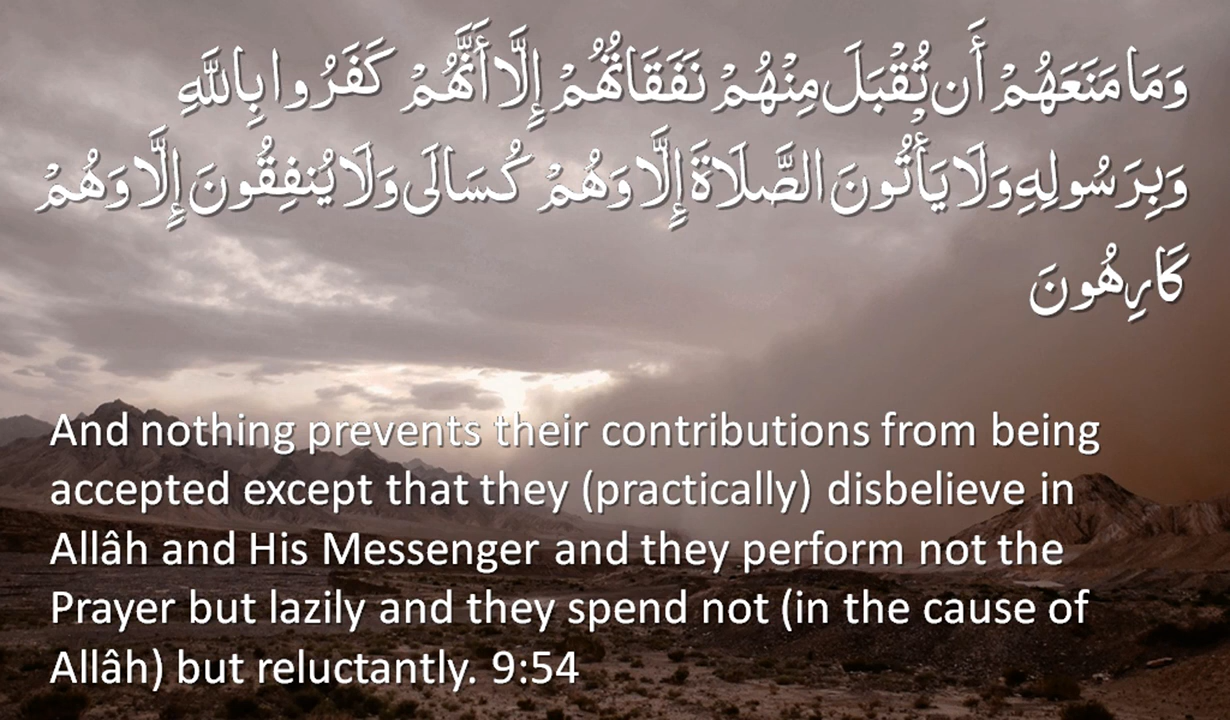 وَمَا مَنَعَهُمْ أَن تُقْبَلَ مِنْهُمْ نَفَقَاتُهُمْ إِلَّا أَنَّهُمْ كَفَرُوا بِاللَّهِ
وَبِرَسُولِهِ وَلَا يَأْتُونَ الصَّلَاةَ إِلَّا وَهُمْ كُسَالَى وَلَا يُنفِقُونَ إِلَّا وَهُمْ
كَارِهُونَ
And nothing prevents their contributions from being
accepted except that they (practically) disbelieve in
Allâh and His Messenger and they perform not the
Prayer but lazily and they spend not (in the cause of
Allâh) but reluctantly. 9:54